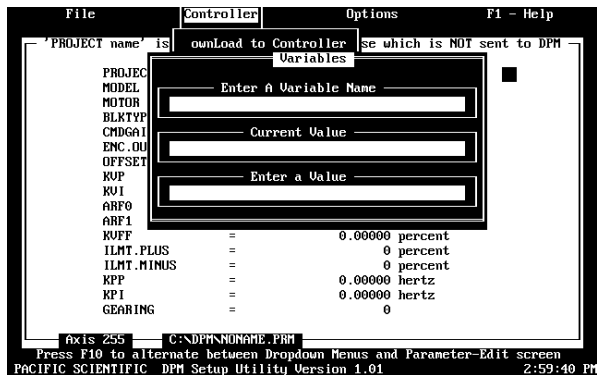 File Controller Options F1 - Help
'PROJECT name' is ownLoad to Controller se which is NOT sent to DPM
Variables
PROJEC
MODEL Enter A Variable Name
MOTOR
BLKTYP
CMDGAI Current Value
ENC.OU
OFFSET
KVP Enter a Value
KVI
ARF0
ARF1
KVFF = 0.00000 percent
ILMT.PLUS = 0 percent
ILMT.MINUS = 0 percent
KPP = 0.00000 hertz
KPI = 0.00000 hertz
GEARING = 0
Axis 255 C:\DPM\NONAME.PRM
Press F10 to alternate between Dropdown Menus and Parameter-Edit screen
PACIFIC SCIENTIFIC DPM Setup Utility Version 1.01 2:59:40 PM